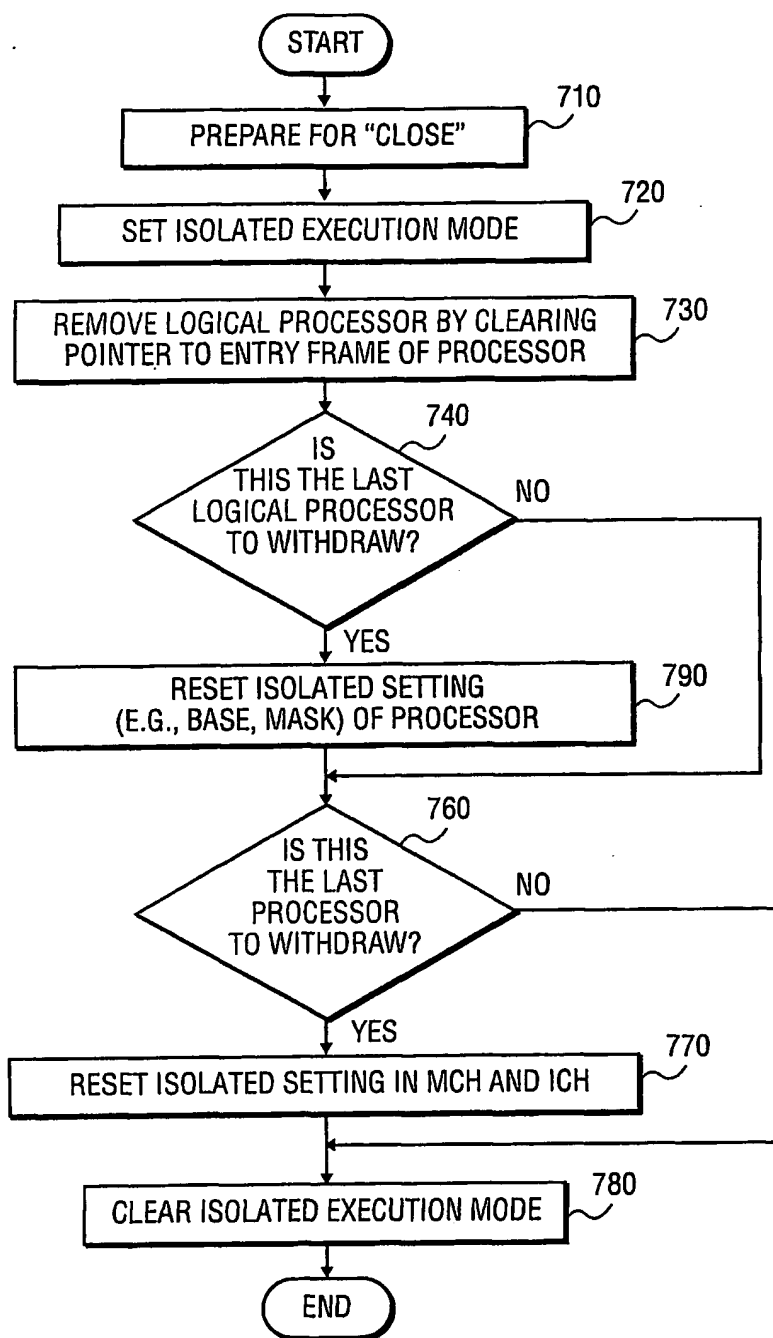 START
710
PREPARE FOR "CLOSE"
720
SET ISOLATED EXECUTION MODE
730
REMOVE LOGICAL PROCESSOR BY CLEARING
POINTER TO ENTRY FRAME OF PROCESSOR
740
IS
THIS THE LAST
LOGICAL PROCESSOR
TO WITHDRAW?
NO
YES
790
RESET ISOLATED SETTING
(E.G., BASE, MASK) OF PROCESSOR
760
IS THIS
THE LAST
PROCESSOR
TO WITHDRAW?
NO
YES
770
RESET ISOLATED SETTING IN MCH AND ICH
780
CLEAR ISOLATED EXECUTION MODE
END